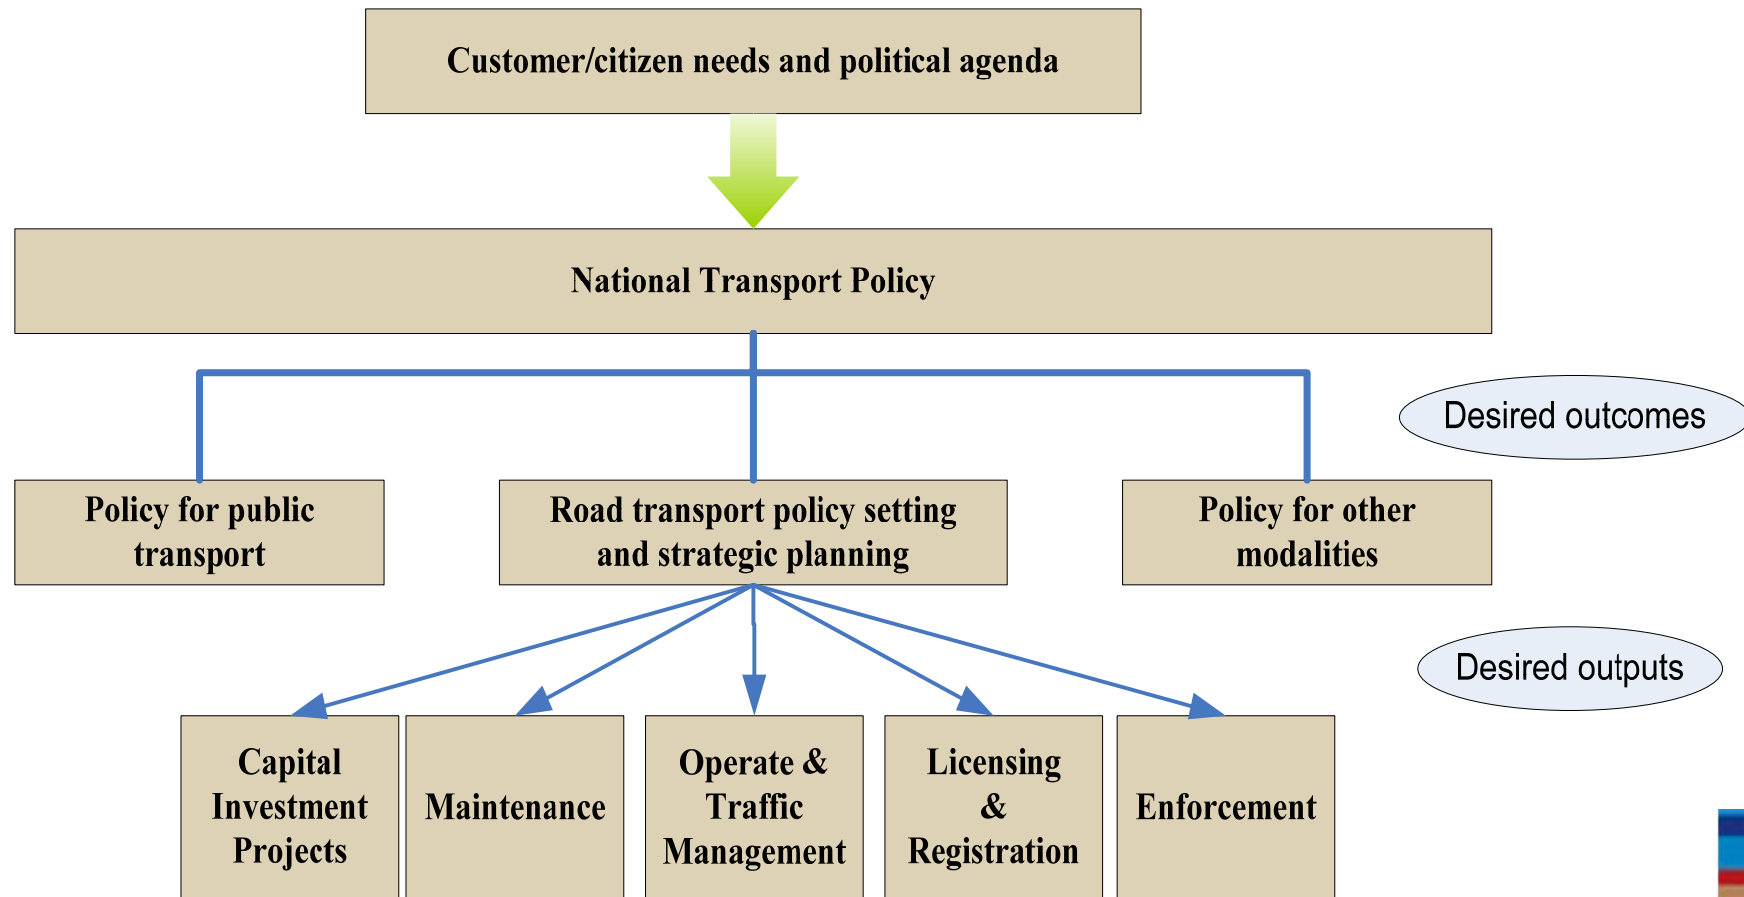 Customer/citizen needs and political agenda
National Transport Policy
Desired outcomes
Policy for public
transport
Road transport policy setting
and strategic planning
Policy for other
modalities
Desired outputs
Capital
Investment
Projects
Maintenance
Operate &
Traffic
Management
Licensing
&
Registration
Enforcement